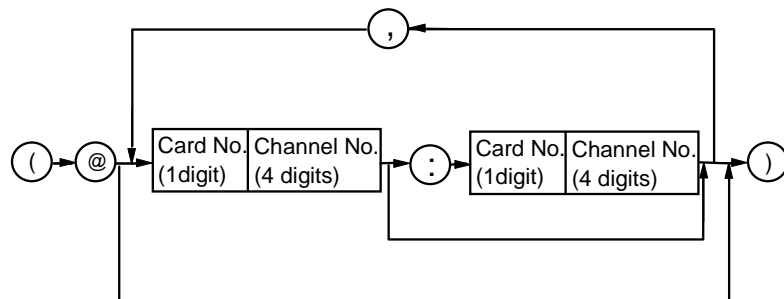 ,
( @ Card No. Channel No. : Card No. Channel No. )
(1digit) (4 digits) (1digit) (4 digits)